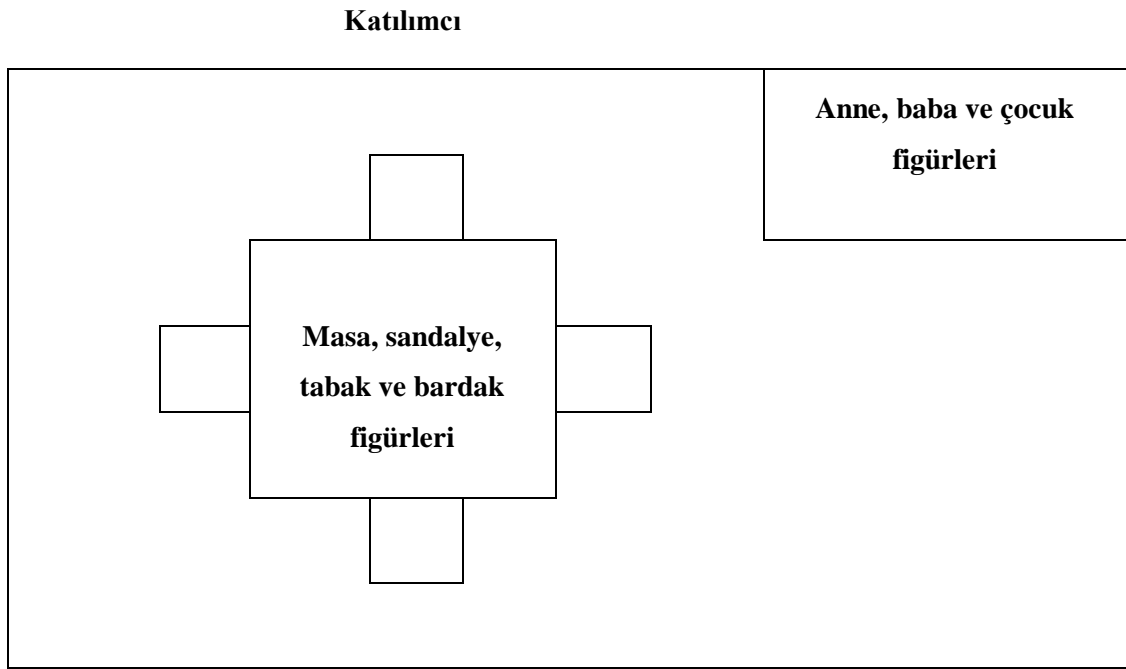 Katılımcı
Anne, baba ve çocuk
figürleri
Masa, sandalye,
tabak ve bardak
figürleri